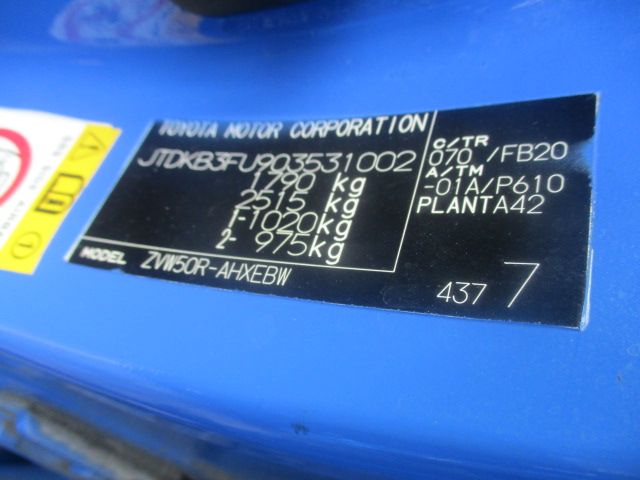 TOYOTA MOTOR CORPORATION
JTDKB3FU903531002
1790 kg
2515 kg
1-1020kg
2- 975kg
MODEL ZVW50R-AHXEBW
C/TR
070 /FB20
A/TM
-01A/P610
PLANTA42
437 7